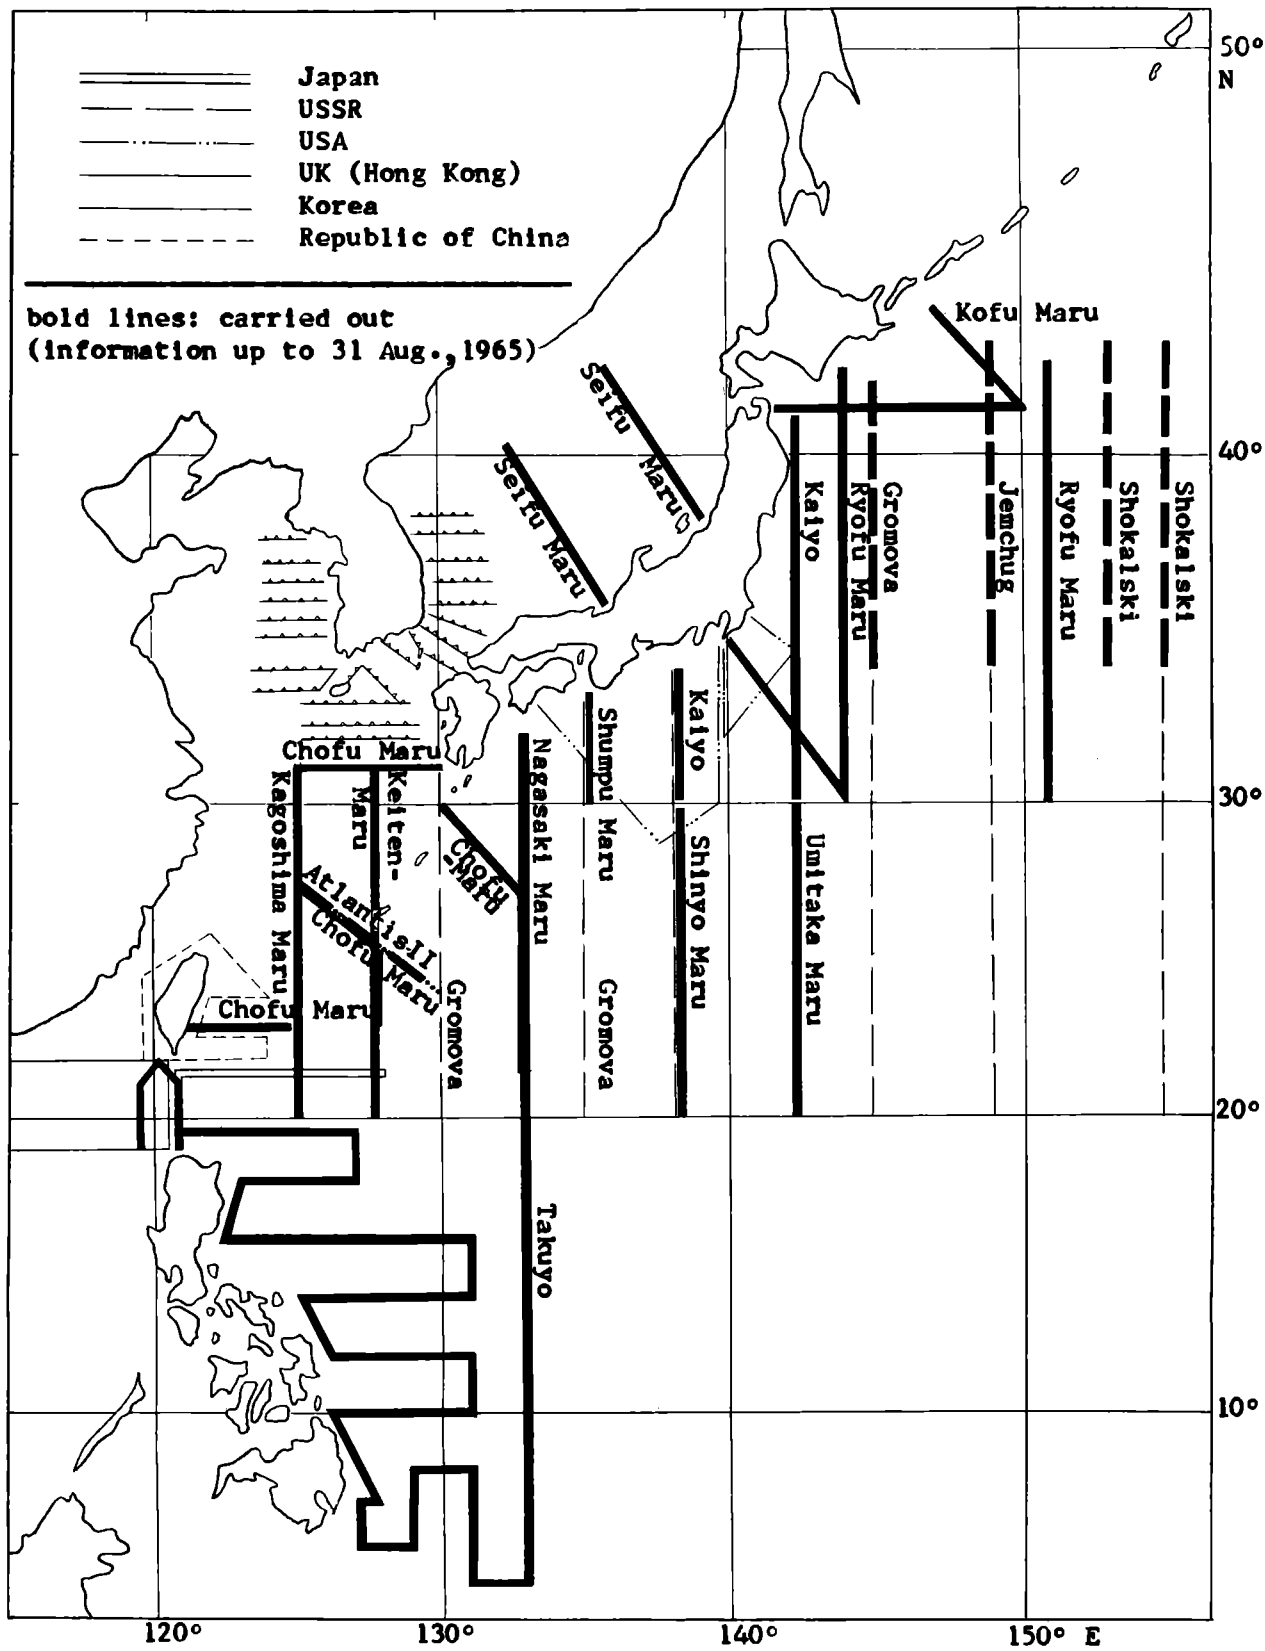 Japan
USSR
USA
UK (Hong Kong)
Korea
Republic of China
bold lines: carried out
(information up to 31 Aug.,1965)
50°
N
40°
30°
20°
10°
120°
130°
140°
150° E
Kofu Maru
Seifu
Maru
Seifu Maru
Kaiyo
Ryofu Maru
Gromova
Jemchug
Ryofu Maru
Shokalski
Shokalski
Chofu Maru
Kagoshima Maru
Keiten-
Maru
Chofu
-Maru
Nagasaki Maru
Shumpu Maru
Kaiyo
Shinyo Maru
Umitaka Maru
AtlantisII
Chofu Maru
Chofu Maru
Gromova
Gromova
Takuyo